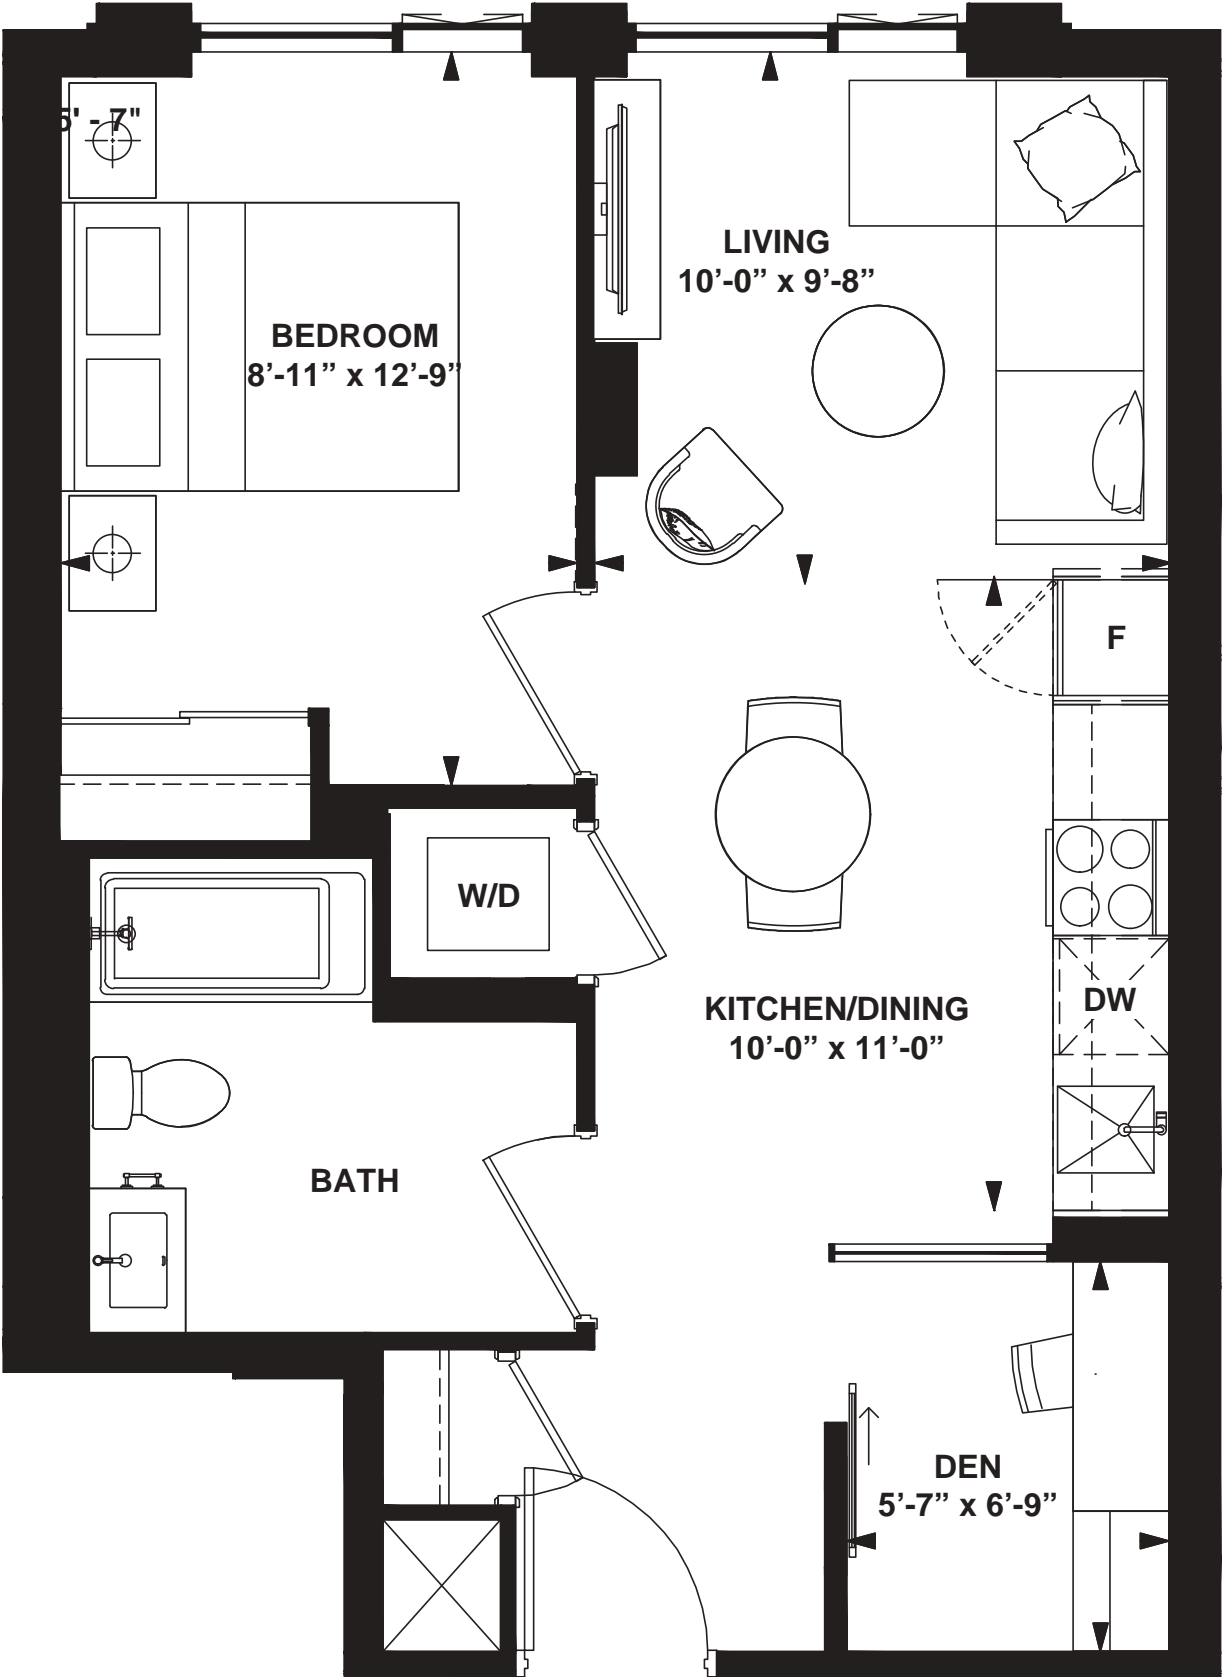 5' - 7"
LIVING
10’-0” x 9’-8”
BEDROOM
8’-11” x 12’-9”
F
W/D
DW
KITCHEN/DINING
10’-0” x 11’-0”
BATH
DEN
5’-7” x 6’-9”